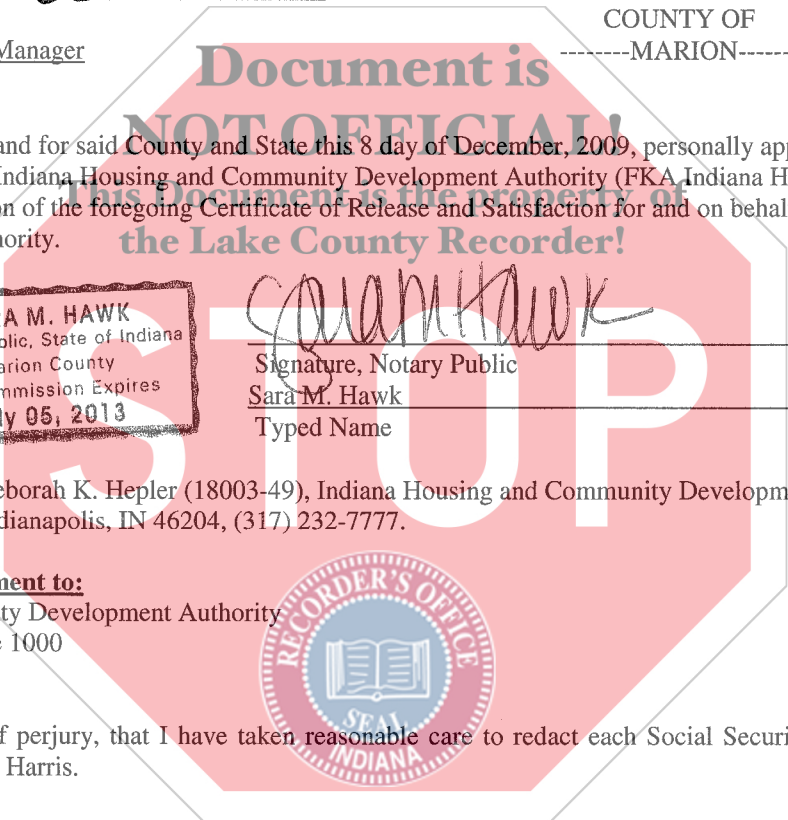 COUNTY OF
Manager
--------MARION-----
Document is
NOT OFFICIAL!
and for said County and State this 8 day of December, 2009, personally app
Indiana Housing and Community Development Authority (FKA Indiana H
This Document is the property of
on of the foregoing Certificate of Release and Satisfaction for and on behal
hority.
the Lake County Recorder!
A M. HAWK
blic, State of Indiana
arion County
mmission Expires
ly 05, 2013
Sara M Hawk
Signature, Notary Public
Sara M. Hawk
Typed Name
STOP
eborah K. Hepler (18003-49), Indiana Housing and Community Developm
dianapolis, IN 46204, (317) 232-7777.
ment to:
ty Development Authority
e 1000
RECORDER'S OFFICE
SEAL
INDIANA
f perjury, that I have taken reasonable care to redact each Social Securi
Harris.